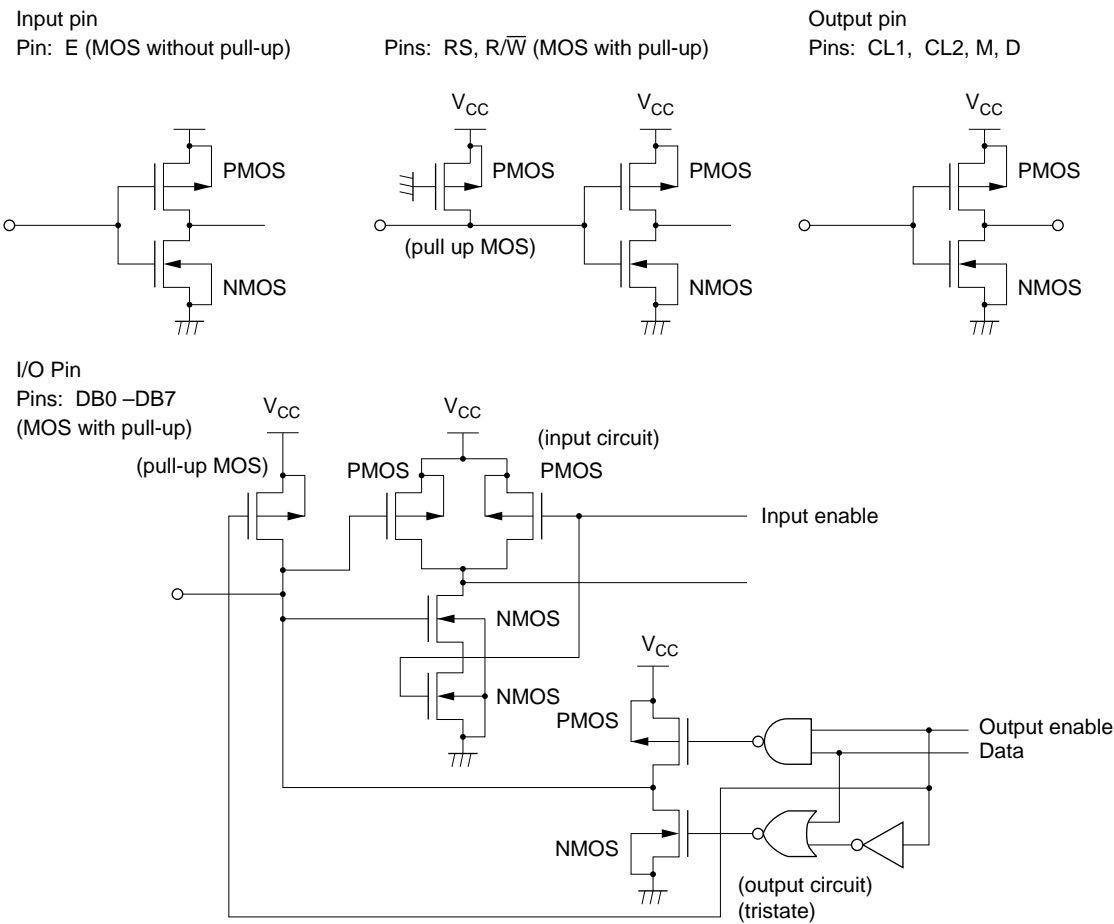 Input pin
Pin: E (MOS without pull-up)
Pins: RS, R/W̅ (MOS with pull-up)
Output pin
Pins: CL1, CL2, M, D
PMOS
NMOS
VCC
PMOS
(pull up MOS)
VCC
PMOS
NMOS
VCC
PMOS
NMOS
I/O Pin
Pins: DB0 –DB7
(MOS with pull-up)
VCC
(pull-up MOS)
VCC
(input circuit)
PMOS
PMOS
Input enable
NMOS
NMOS
VCC
PMOS
Output enable
Data
NMOS
(output circuit)
(tristate)